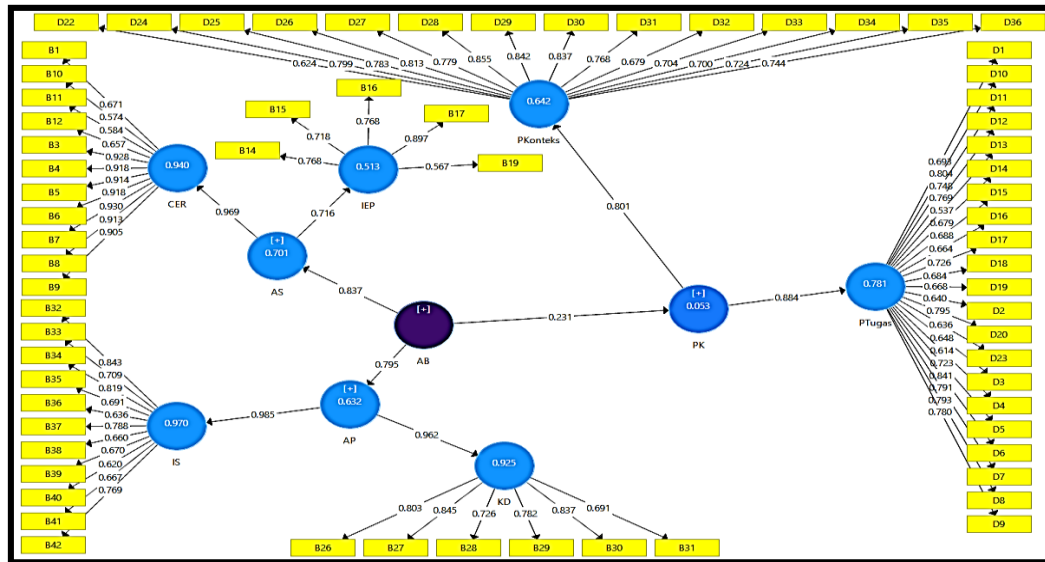 D22 D24 D25 D26 D27 D28 D29 D30 D31 D32 D33 D34 D35 D36
0.624 0.799 0.783 0.813 0.779 0.855 0.842 0.837 0.768 0.679 0.704 0.700 0.724 0.744
0.642
PKonteks
B1
B10
B11
B12
B3
B4
B5
B6
B7
B8
B9
0.671
0.574
0.584
0.657
0.928
0.918
0.914
0.918
0.930
0.913
0.905
0.940
CER
B14
B15
B16
B17
B19
0.768
0.718
0.768
0.897
0.567
0.513
IEP
0.969
0.716
[+]
0.701
AS
0.837
[+]
AB
0.231
0.795
0.801
[+]
0.053
PK
0.884
0.781
PTugas
0.693
0.804
0.748
0.769
0.537
0.679
0.688
0.664
0.726
0.684
0.668
0.640
0.795
0.636
0.648
0.614
0.723
0.841
0.791
0.793
0.780
D1
D10
D11
D12
D13
D14
D15
D16
D17
D18
D19
D2
D20
D23
D3
D4
D5
D6
D7
D8
D9
B32
B33
B34
B35
B36
B37
B38
B39
B40
B41
B42
0.843
0.709
0.819
0.691
0.636
0.788
0.660
0.670
0.620
0.667
0.769
0.970
IS
0.985
[+]
0.632
AP
0.962
0.925
KD
0.803 0.845 0.726 0.782 0.837 0.691
B26 B27 B28 B29 B30 B31